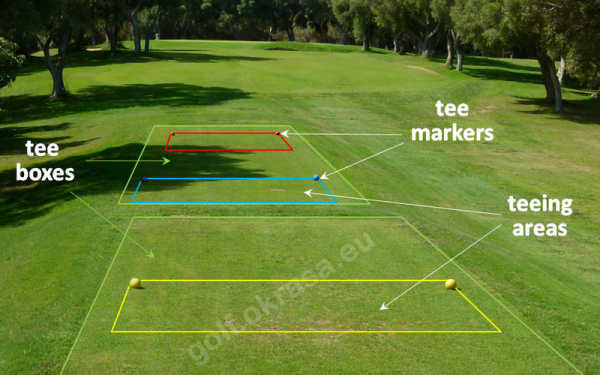 tee
markers
tee
boxes
teeing
areas
golf.okrasa.eu